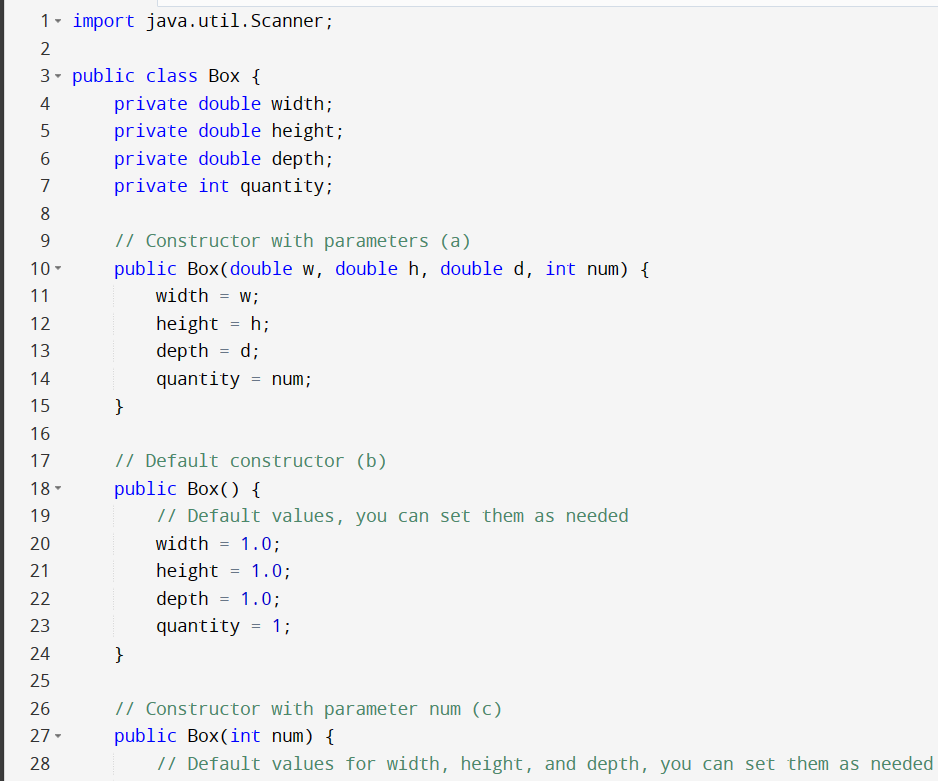 1 import java.util.Scanner;
2
3 public class Box {
4     private double width;
5     private double height;
6     private double depth;
7     private int quantity;
8
9     // Constructor with parameters (a)
10     public Box(double w, double h, double d, int num) {
11         width = w;
12         height = h;
13         depth = d;
14         quantity = num;
15     }
16
17     // Default constructor (b)
18     public Box() {
19         // Default values, you can set them as needed
20         width = 1.0;
21         height = 1.0;
22         depth = 1.0;
23         quantity = 1;
24     }
25
26     // Constructor with parameter num (c)
27     public Box(int num) {
28         // Default values for width, height, and depth, you can set them as needed